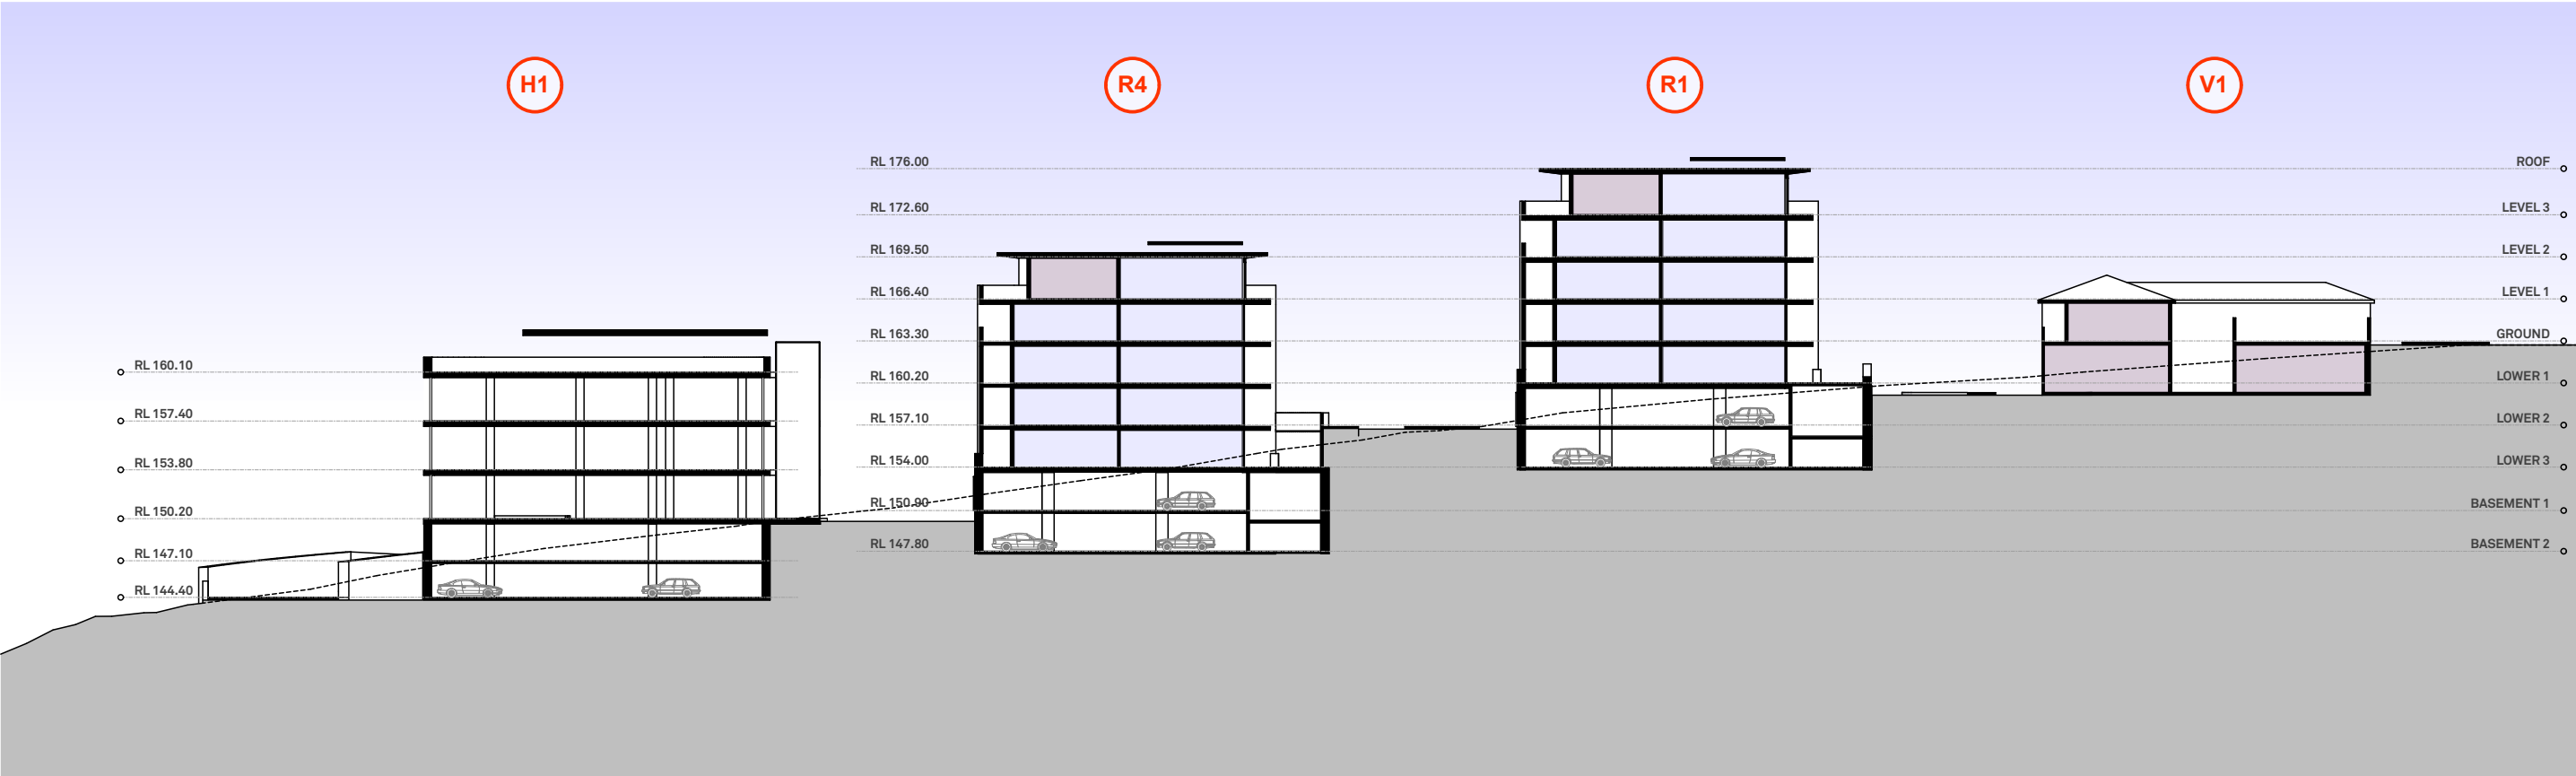 H1
R4
R1
V1
RL 176.00
ROOF
RL 172.60
LEVEL 3
RL 169.50
LEVEL 2
RL 166.40
LEVEL 1
RL 163.30
GROUND
RL 160.10
RL 160.20
LOWER 1
RL 157.40
RL 157.10
LOWER 2
RL 153.80
RL 154.00
LOWER 3
RL 150.20
RL 150.90
BASEMENT 1
RL 147.10
RL 147.80
BASEMENT 2
RL 144.40